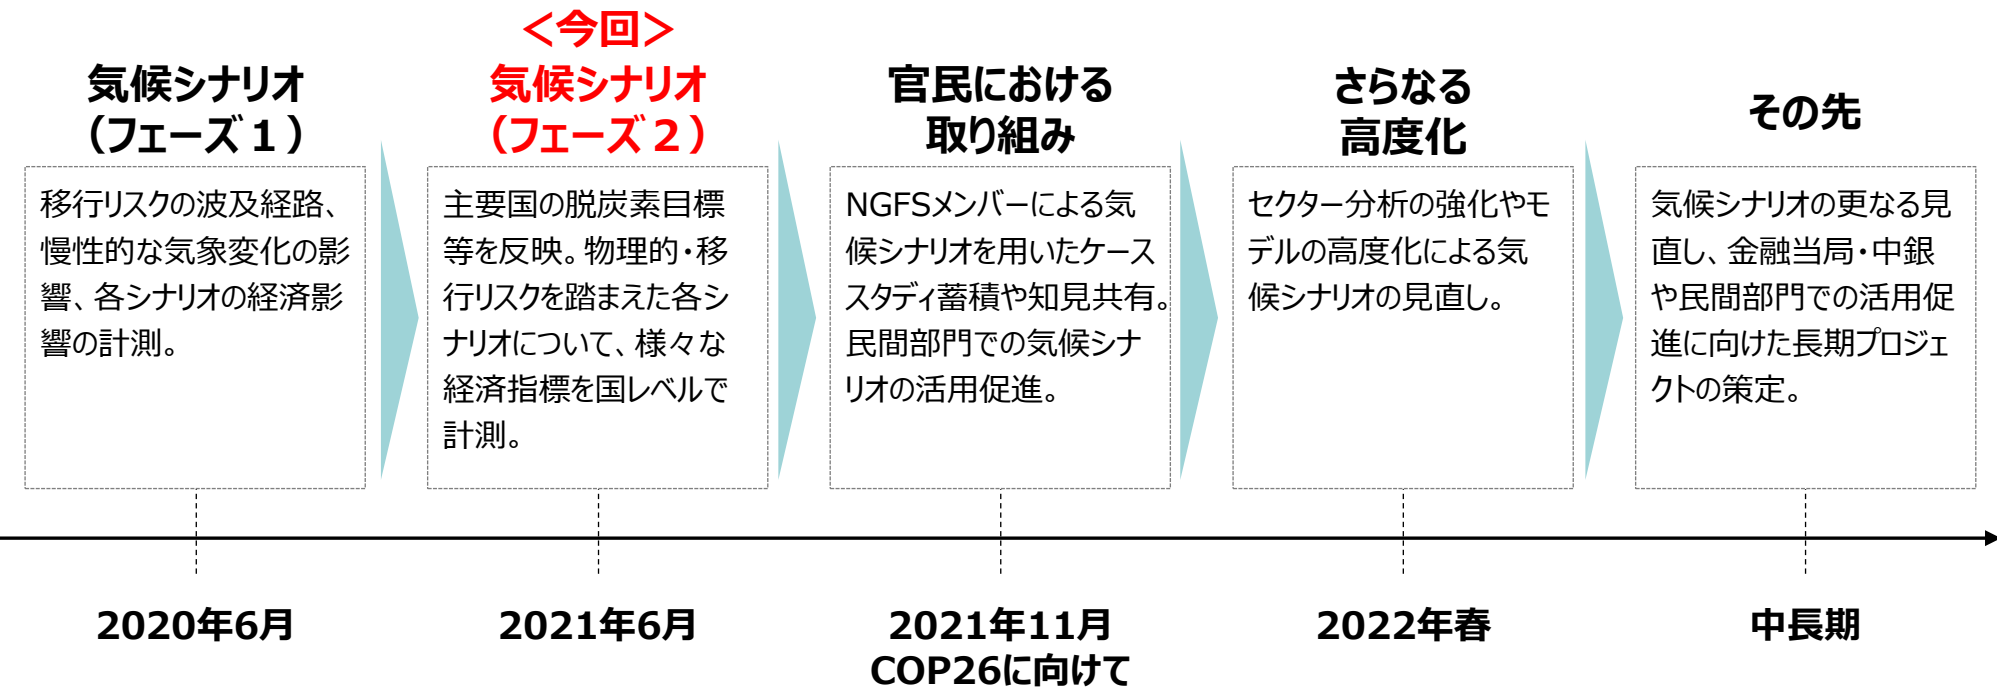 気候シナリオ
（フェーズ１）
移行リスクの波及経路、
慢性的な気象変化の影
響、各シナリオの経済影
響の計測。
2020年6月
＜今回＞
気候シナリオ
（フェーズ２）
主要国の脱炭素目標
等を反映。物理的・移
行リスクを踏まえた各シ
ナリオについて、様々な
経済指標を国レベルで
計測。
2021年6月
官民における
取り組み
NGFSメンバーによる気
候シナリオを用いたケース
スタディ蓄積や知見共有。
民間部門での気候シナ
リオの活用促進。
2021年11月
COP26に向けて
さらなる
高度化
セクター分析の強化やモ
デルの高度化による気
候シナリオの見直し。
2022年春
その先
気候シナリオの更なる見
直し、金融当局・中銀
や民間部門での活用促
進に向けた長期プロジェ
クトの策定。
中長期